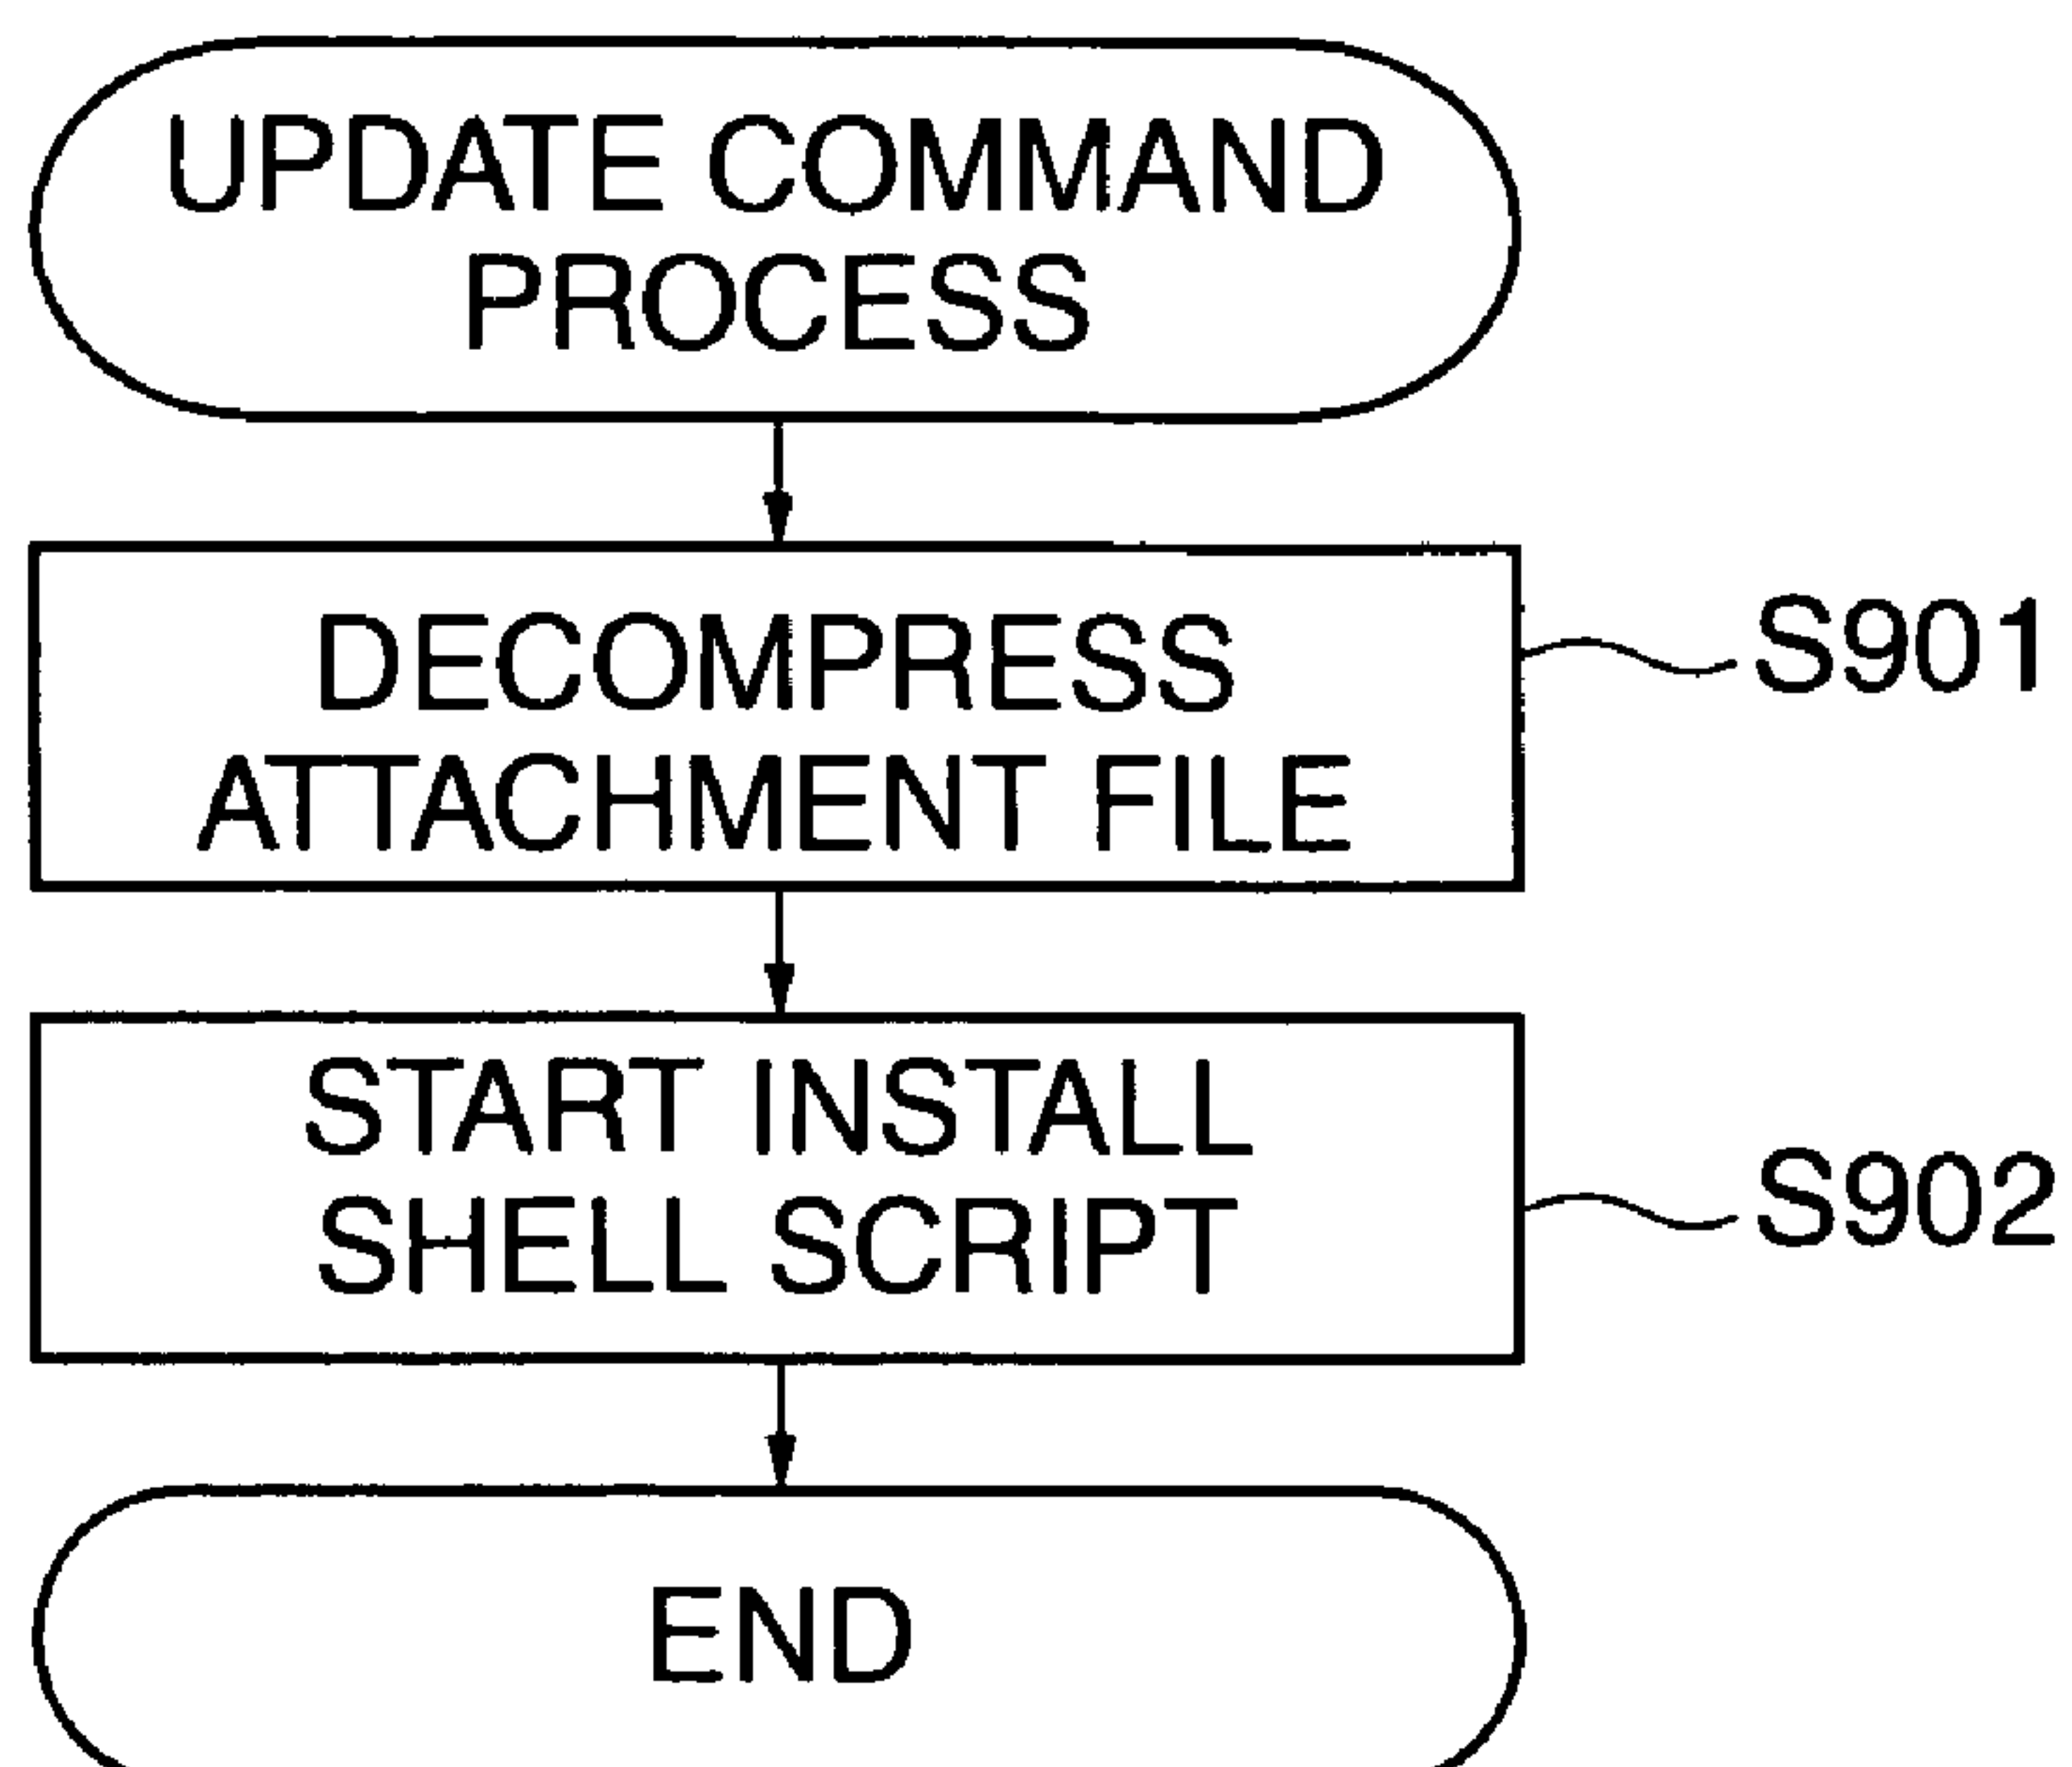 UPDATE COMMAND
PROCESS
DECOMPRESS
ATTACHMENT FILE
S901
START INSTALL
SHELL SCRIPT
S902
END